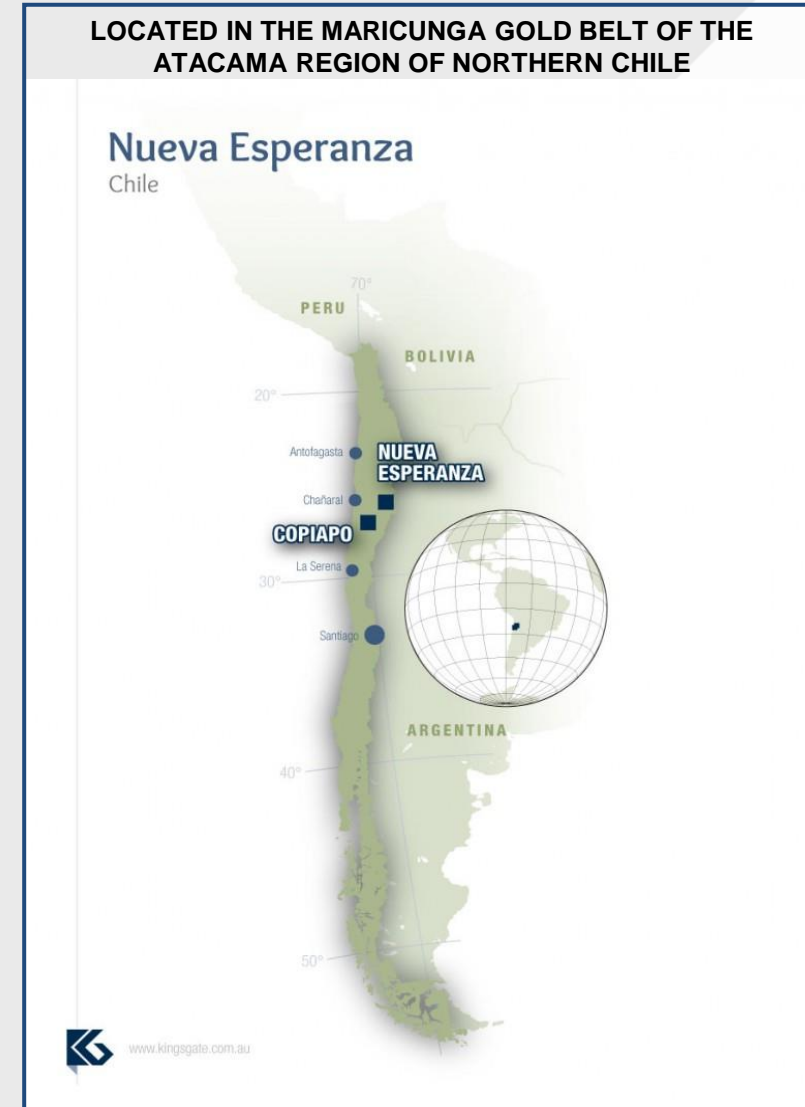 LOCATED IN THE MARICUNGA GOLD BELT OF THE
ATACAMA REGION OF NORTHERN CHILE
Nueva Esperanza
Chile
70°
PERU
BOLIVIA
20°
Antofagasta
NUEVA
ESPERANZA
Chañaral
COPIAPO
La Serena
30°
Santiago
ARGENTINA
40°
50°
www.kingsgate.com.au